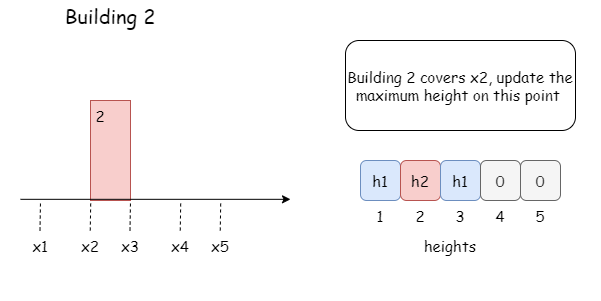 Building 2
2
x1 x2 x3 x4 x5
Building 2 covers x2, update the
maximum height on this point
h1 h2 h1 0 0
1 2 3 4 5
heights